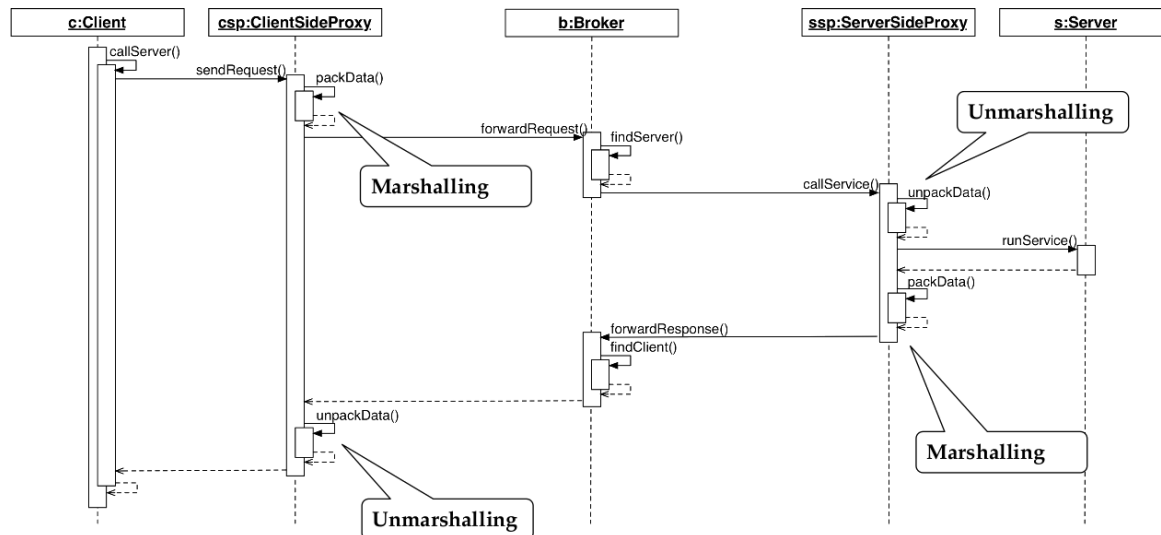 c:Client
csp:ClientSideProxy
b:Broker
ssp:ServerSideProxy
s:Server
callServer()
sendRequest()
packData()
Marshalling
forwardRequest()
findServer()
Unmarshalling
callService()
unpackData()
runService()
packData()
forwardResponse()
findClient()
Marshalling
unpackData()
Unmarshalling